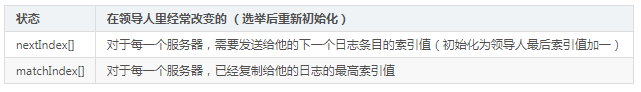 状态 在领导人里经常改变的 （选举后重新初始化）
nextIndex[] 对于每一个服务器，需要发送给他的下一个日志条目的索引值（初始化为领导人最后索引值加一）
matchIndex[] 对于每一个服务器，已经复制给他的日志的最高索引值